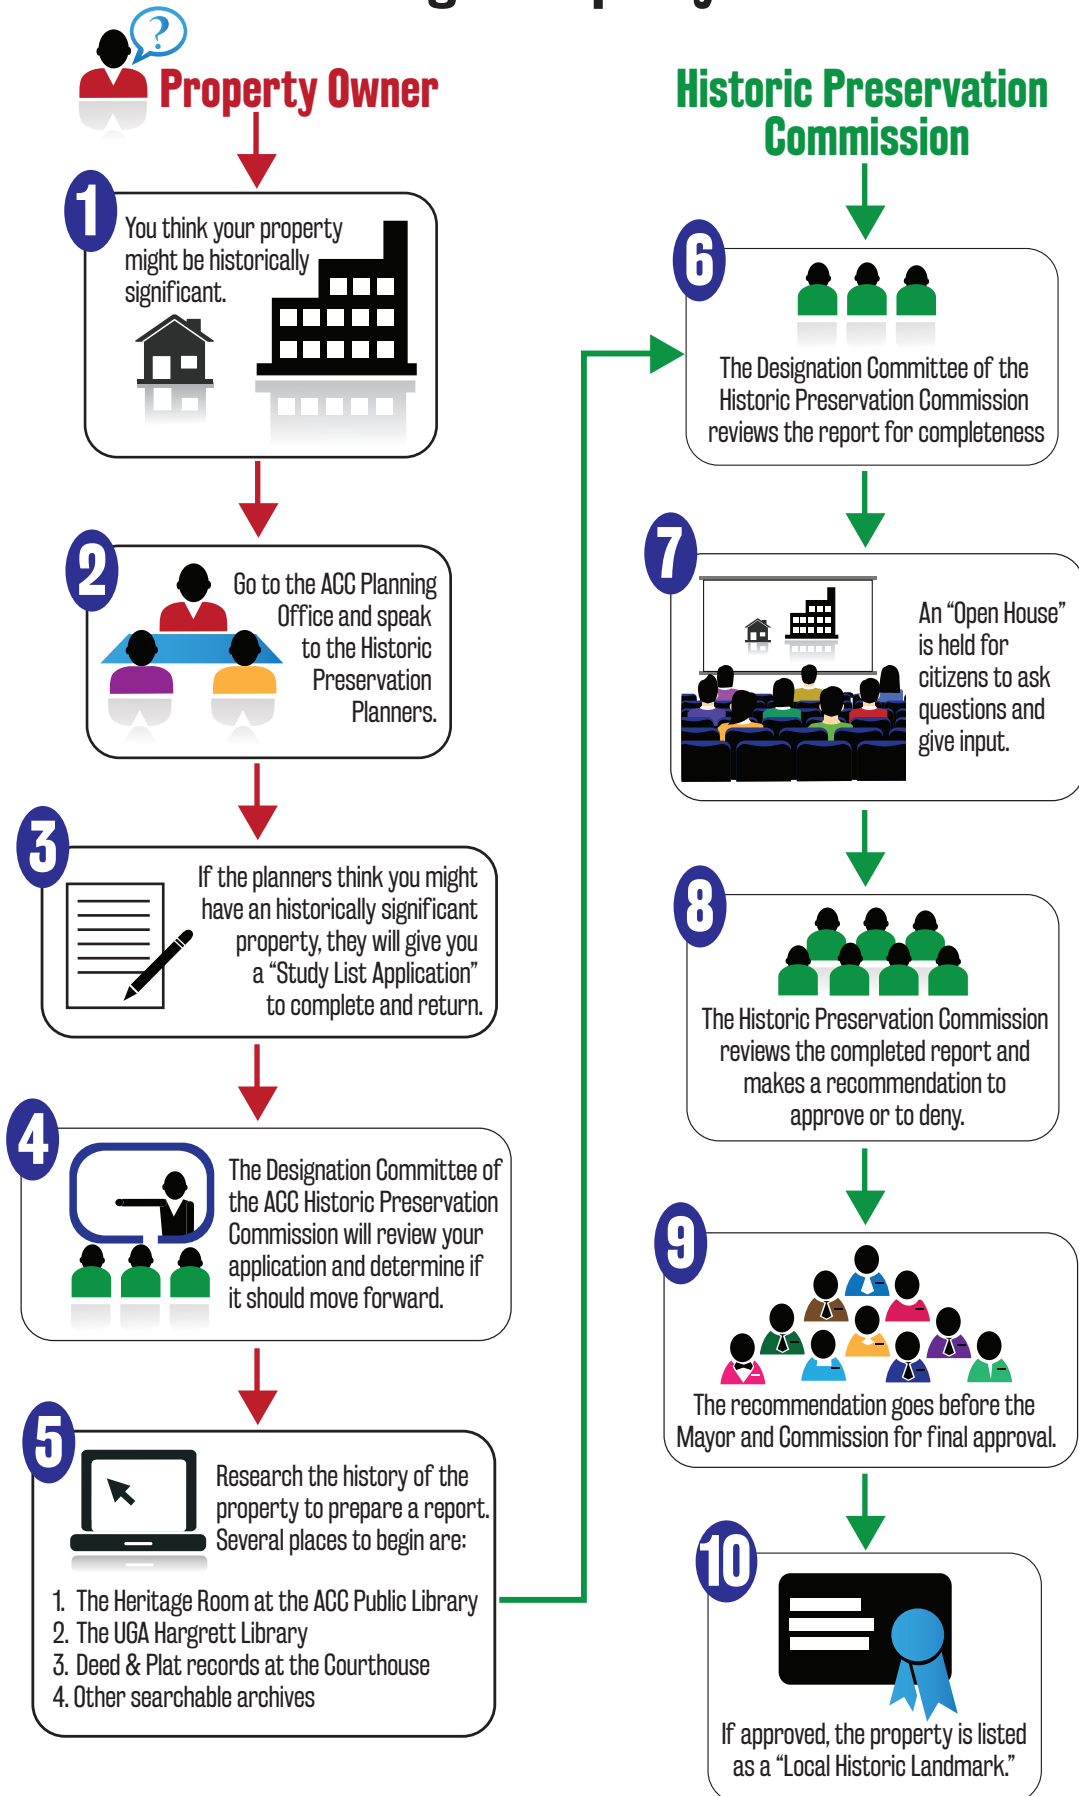 ?
Property Owner
1
You think your property
might be historically
significant.
2
Go to the ACC Planning
Office and speak
to the Historic
Preservation
Planners.
3
If the planners think you might
have an historically significant
property, they will give you
a “Study List Application”
to complete and return.
4
The Designation Committee of
the ACC Historic Preservation
Commission will review your
application and determine if
it should move forward.
5
Research the history of the
property to prepare a report.
Several places to begin are:
1. The Heritage Room at the ACC Public Library
2. The UGA Hargrett Library
3. Deed & Plat records at the Courthouse
4. Other searchable archives
Historic Preservation
Commission
6
The Designation Committee of the
Historic Preservation Commission
reviews the report for completeness
7
An “Open House”
is held for
citizens to ask
questions and
give input.
8
The Historic Preservation Commission
reviews the completed report and
makes a recommendation to
approve or to deny.
9
The recommendation goes before the
Mayor and Commission for final approval.
10
If approved, the property is listed
as a “Local Historic Landmark.”